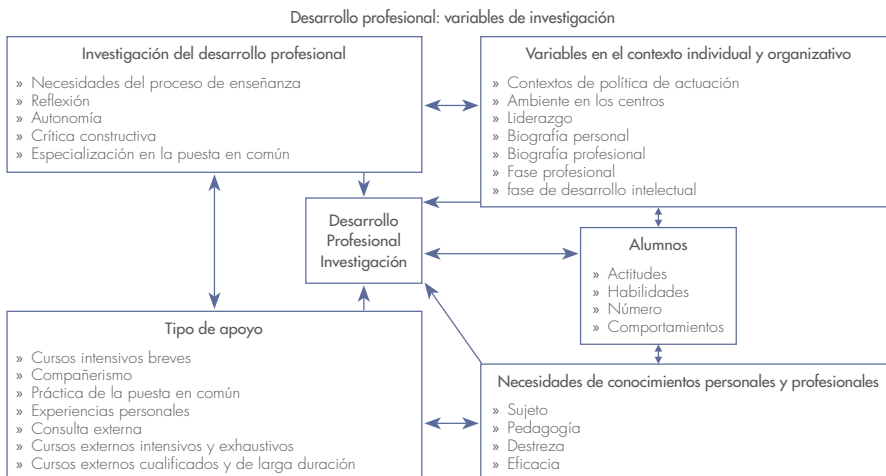 Desarrollo profesional: variables de investigación
Investigación del desarrollo profesional
» Necesidades del proceso de enseñanza
» Reflexión
» Autonomía
» Crítica constructiva
» Especialización en la puesta en común
Variables en el contexto individual y organizativo
» Contextos de política de actuación
» Ambiente en los centros
» Liderazgo
» Biografía personal
» Biografía profesional
» Fase profesional
» fase de desarrollo intelectual
Desarrollo
Profesional
Investigación
Alumnos
» Actitudes
» Habilidades
» Número
» Comportamientos
Tipo de apoyo
» Cursos intensivos breves
» Compañerismo
» Práctica de la puesta en común
» Experiencias personales
» Consulta externa
» Cursos externos intensivos y exhaustivos
» Cursos externos cualificados y de larga duración
Necesidades de conocimientos personales y profesionales
» Sujeto
» Pedagogía
» Destreza
» Eficacia